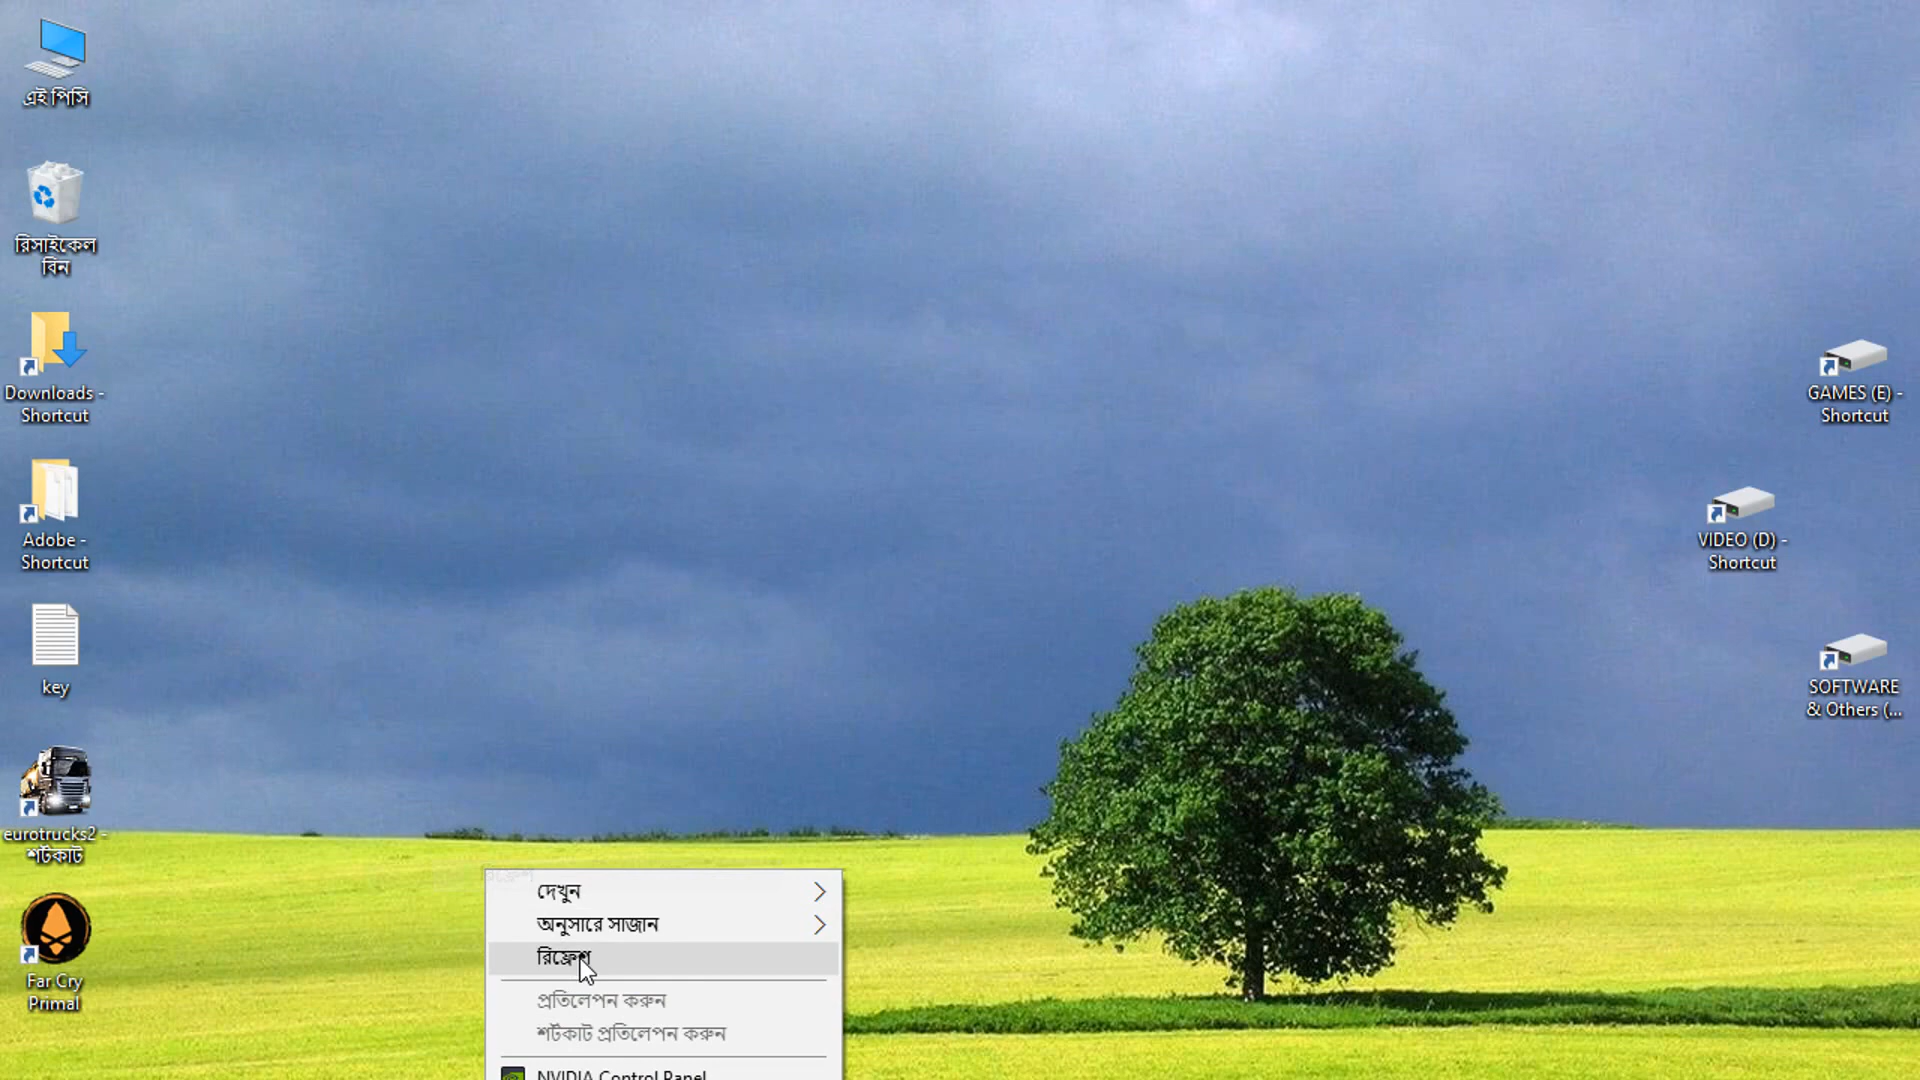 এই পিসি
রিসাইকেল
বিন
Downloads -
Shortcut
Adobe -
Shortcut
key
eurotrucks2 -
শর্টকাট
Far Cry
Primal
GAMES (E) -
Shortcut
VIDEO (D) -
Shortcut
SOFTWARE
& Others (...
দেখুন
অনুসারে সাজান
রিফ্রেশ
প্রতিলেপন করুন
শর্টকাট প্রতিলেপন করুন
NVIDIA Control Panel